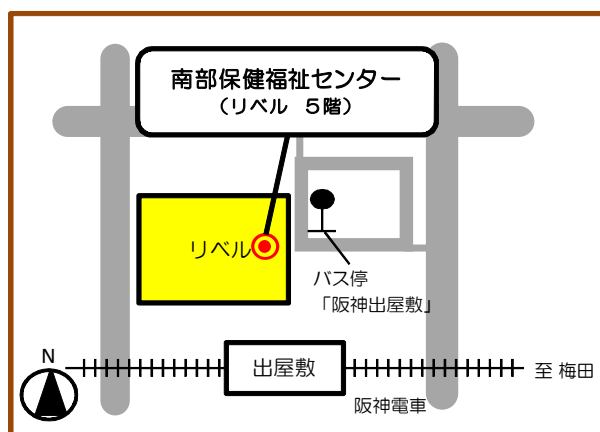 南部保健福祉センター
（リベル　５階）
リベル
バス停
「阪神出屋敷」
N
出屋敷
至 梅田
阪神電車